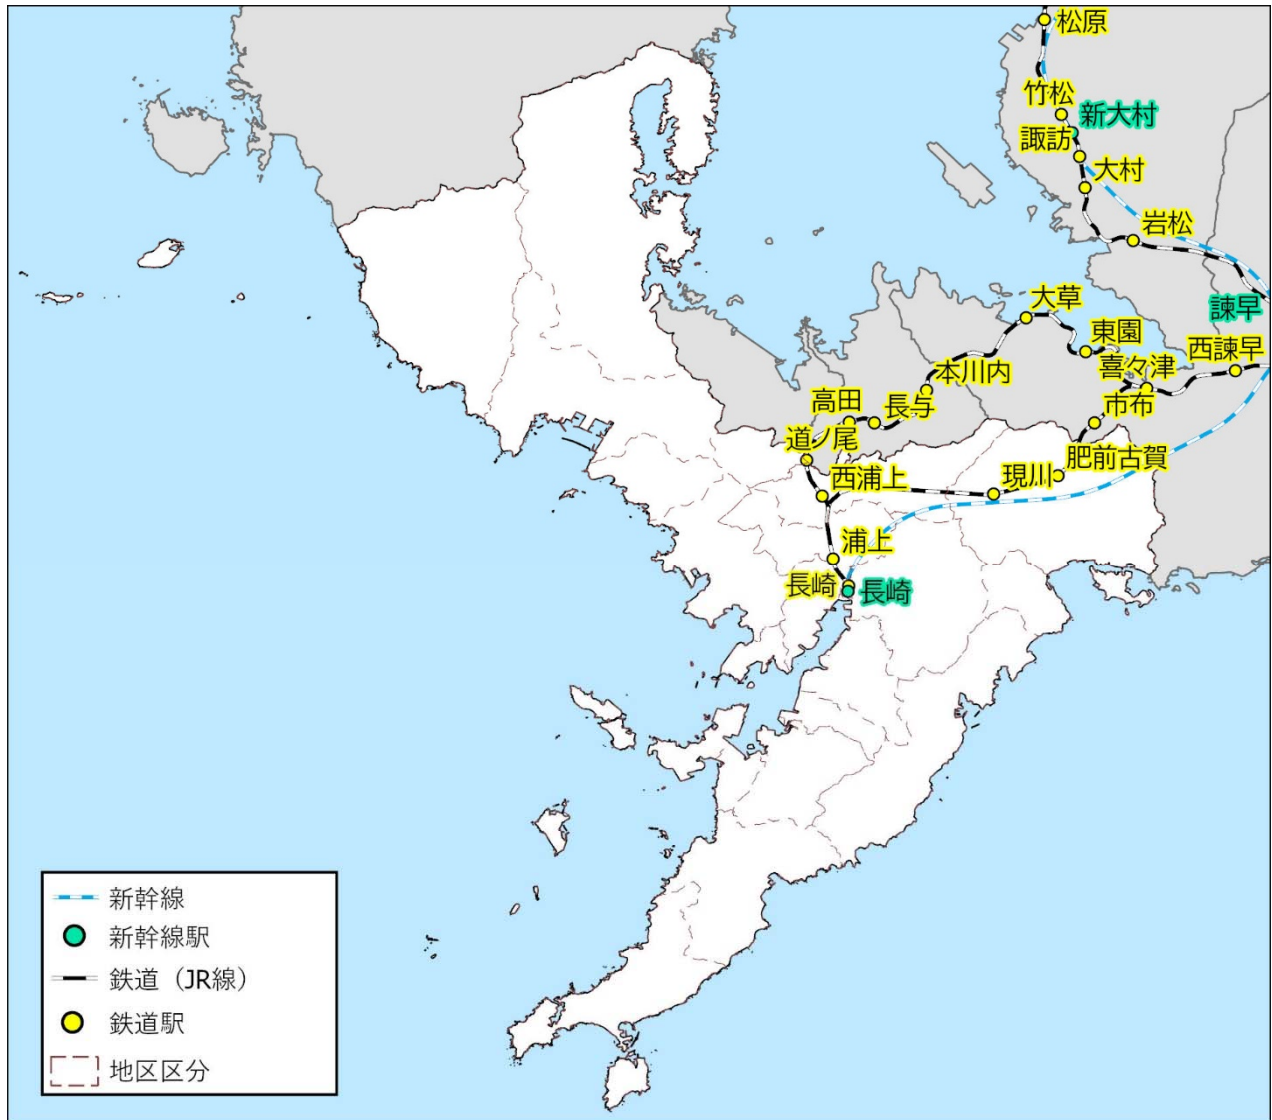 松原
竹松
新大村
諏訪
大村
岩松
諫早
大草
東園
西諫早
喜々津
本川内
市布
高田
長与
道ノ尾
肥前古賀
西浦上
現川
浦上
長崎
長崎
新幹線
新幹線駅
鉄道（JR線）
鉄道駅
地区区分